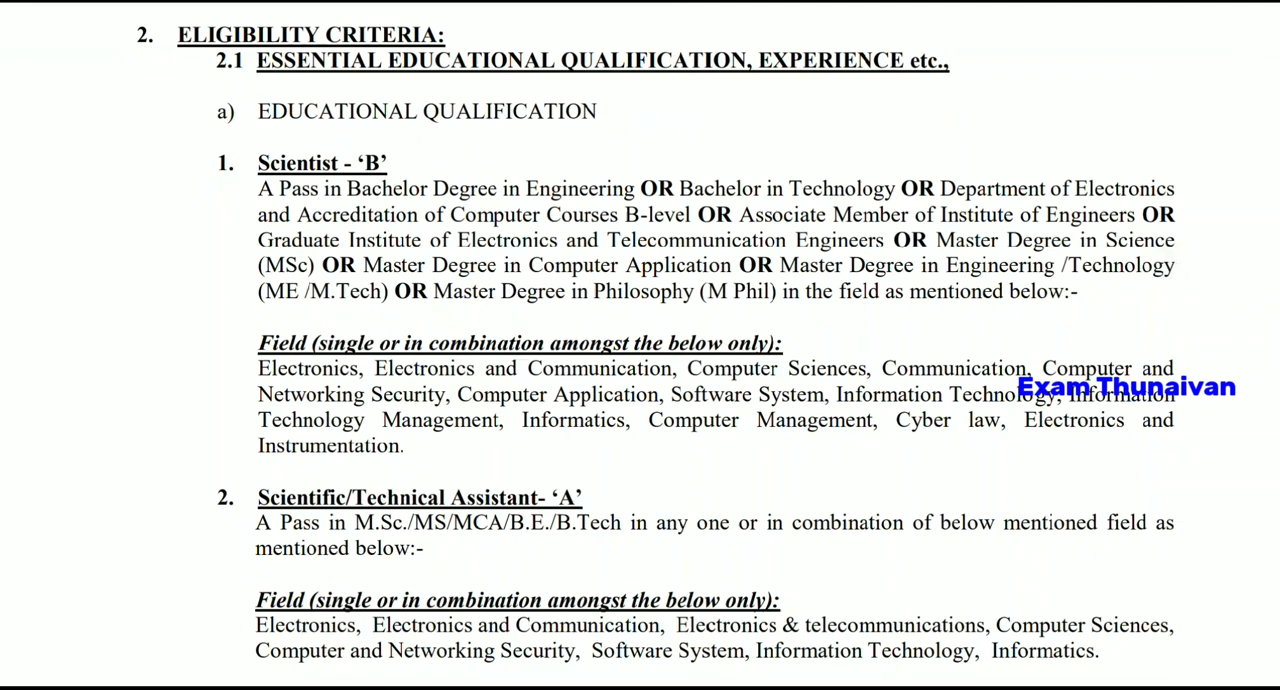 2. ELIGIBILITY CRITERIA:
2.1 ESSENTIAL EDUCATIONAL QUALIFICATION, EXPERIENCE etc.,
a) EDUCATIONAL QUALIFICATION
1. Scientist - ‘B’
A Pass in Bachelor Degree in Engineering OR Bachelor in Technology OR Department of Electronics
and Accreditation of Computer Courses B-level OR Associate Member of Institute of Engineers OR
Graduate Institute of Electronics and Telecommunication Engineers OR Master Degree in Science
(MSc) OR Master Degree in Computer Application OR Master Degree in Engineering /Technology
(ME /M.Tech) OR Master Degree in Philosophy (M Phil) in the field as mentioned below:-
Field (single or in combination amongst the below only):
Electronics, Electronics and Communication, Computer Sciences, Communication, Computer and
Networking Security, Computer Application, Software System, Information Technology, Information
Exam Thunaivan
Technology Management, Informatics, Computer Management, Cyber law, Electronics and
Instrumentation.
2. Scientific/Technical Assistant- ‘A’
A Pass in M.Sc./MS/MCA/B.E./B.Tech in any one or in combination of below mentioned field as
mentioned below:-
Field (single or in combination amongst the below only):
Electronics, Electronics and Communication, Electronics & telecommunications, Computer Sciences,
Computer and Networking Security, Software System, Information Technology, Informatics.